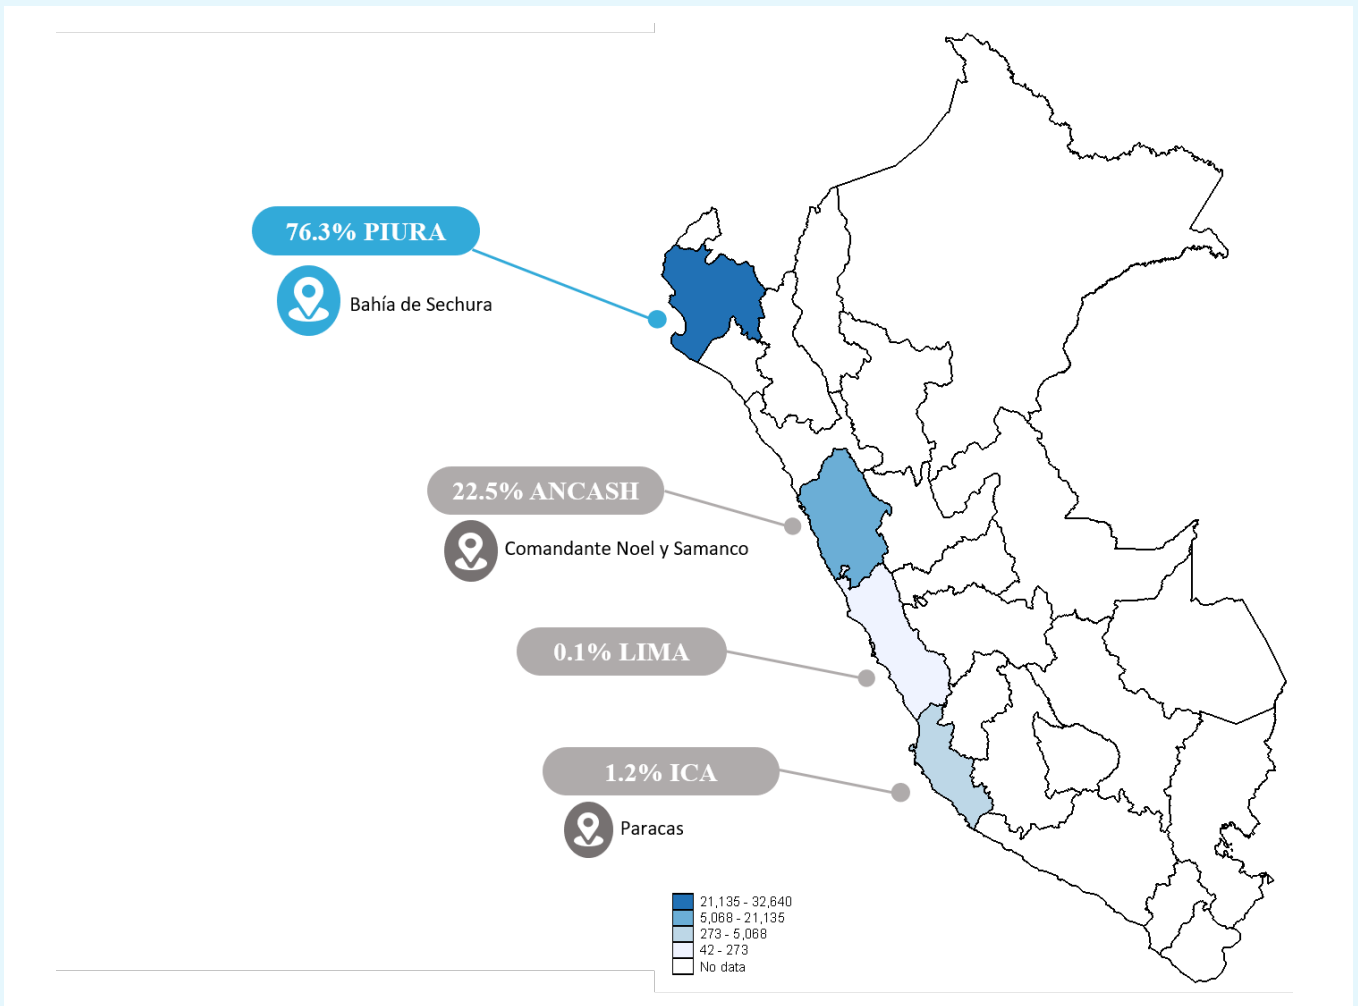 76.3% PIURA
Bahía de Sechura
22.5% ANCASH
Comandante Noel y Samanco
0.1% LIMA
1.2% ICA
Paracas
21,135 - 32,640
5,068 - 21,135
273 - 5,068
42 - 273
No data